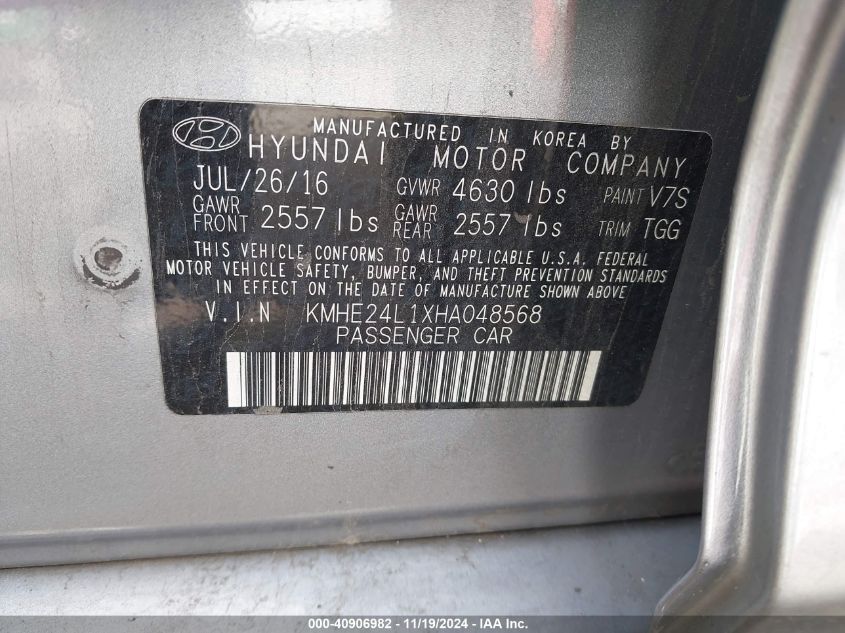 MANUFACTURED IN KOREA BY
HYUNDAI MOTOR COMPANY
JUL/26/16 GVWR 4630 lbs PAINT V7S
GAWR FRONT 2557 lbs GAWR REAR 2557 lbs TRIM TGG
THIS VEHICLE CONFORMS TO ALL APPLICABLE U.S.A. FEDERAL
MOTOR VEHICLE SAFETY, BUMPER, AND THEFT PREVENTION STANDARDS
IN EFFECT ON THE DATE OF MANUFACTURE SHOWN ABOVE
V.I.N KMHE24L1XHA048568
PASSENGER CAR
000-40906982 - 11/19/2024 - IAA Inc.